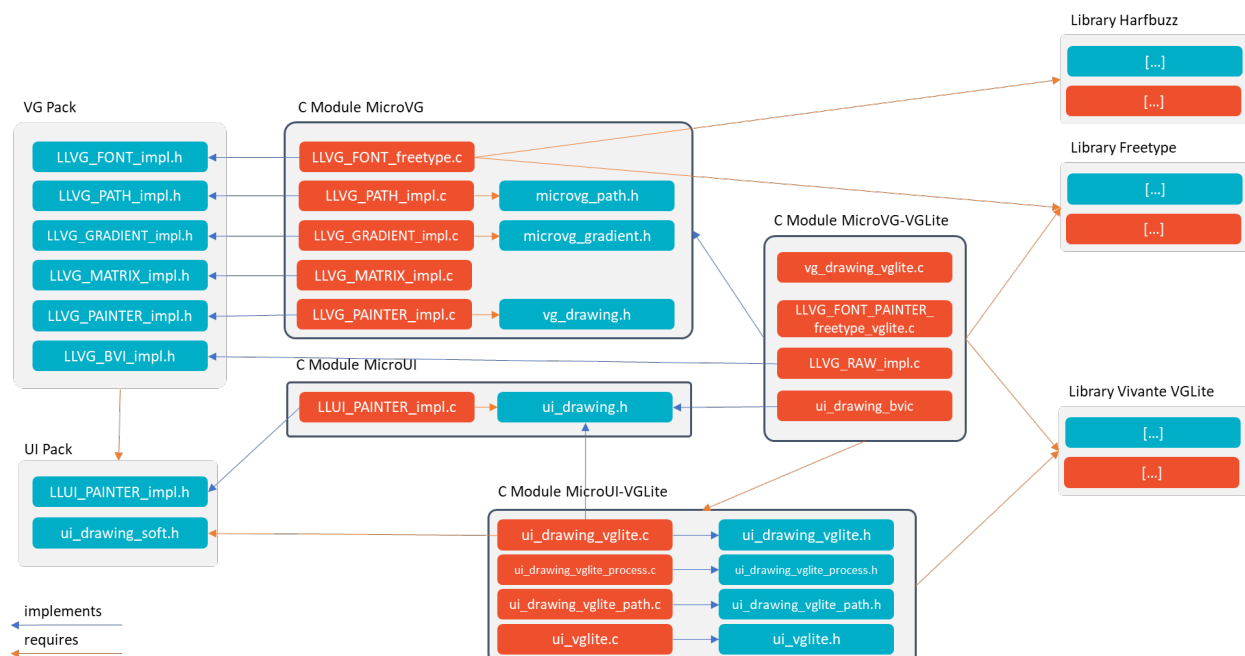 Library Harfbuzz
[...]
[...]
VG Pack
LLVG_FONT_impl.h
LLVG_PATH_impl.h
LLVG_GRADIENT_impl.h
LLVG_MATRIX_impl.h
LLVG_PAINTER_impl.h
LLVG_BVI_impl.h
C Module MicroVG
LLVG_FONT_freetype.c
LLVG_PATH_impl.c
microvg_path.h
LLVG_GRADIENT_impl.c
microvg_gradient.h
LLVG_MATRIX_impl.c
LLVG_PAINTER_impl.c
vg_drawing.h
Library Freetype
[...]
[...]
C Module MicroVG-VGLite
vg_drawing_vglite.c
LLVG_FONT_PAINTER_
freetype_vglite.c
LLVG_RAW_impl.c
ui_drawing_bvic
C Module MicroUI
LLUI_PAINTER_impl.c
ui_drawing.h
Library Vivante VGLite
[...]
[...]
UI Pack
LLUI_PAINTER_impl.h
ui_drawing_soft.h
C Module MicroUI-VGLite
ui_drawing_vglite.c
ui_drawing_vglite.h
ui_drawing_vglite_process.c
ui_drawing_vglite_process.h
ui_drawing_vglite_path.c
ui_drawing_vglite_path.h
ui_vglite.c
ui_vglite.h
implements
requires